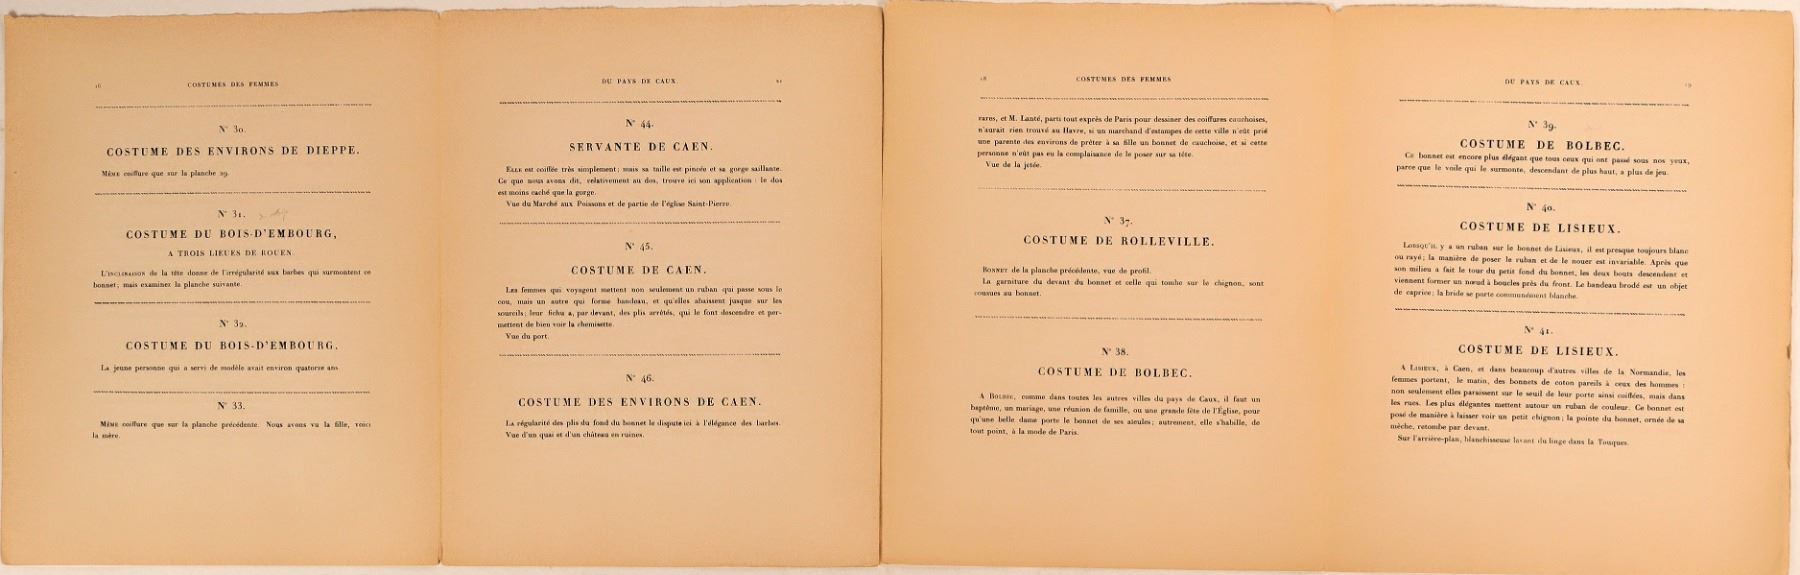 16
COSTUMES DES FEMMES
N° 30.
COSTUME DES ENVIRONS DE DIEPPE.
MÊME coiffure que sur la planche 29.
N° 31.
COSTUME DU BOIS-D'EMBOURG,
A TROIS LIEUES DE ROUEN
L'INCLINAISON de la tête donne de l'irrégularité aux barbes qui surmontent ce
bonnet; mais examinez la planche suivante.
N° 32.
COSTUME DU BOIS-D'EMBOURG.
La jeune personne qui a servi de modèle avait environ quatorze ans
N° 33.
MÊME coiffure que sur la planche précédente. Nous avons vu la fille, voici
la mère.
DU PAYS DE CAUX.
21
N° 44.
SERVANTE DE CAEN.
ELLE est coiffée très simplement; mais sa taille est pincée et sa gorge saillante.
Ce que nous avons dit, relativement au dos, trouve ici son application : le dos
est moins caché que la gorge.
Vue du Marché aux Poissons et de partie de l'église Saint-Pierre.
N° 45.
COSTUME DE CAEN.
Les femmes qui voyagent mettent non seulement un ruban qui passe sous le
cou, mais un autre qui forme bandeau, et qu'elles abaissent jusque sur les
sourcils; leur fichu a, par devant, des plis arrêtés, qui le font descendre et per-
mettent de bien voir la chemisette.
Vue du port.
N° 46.
COSTUME DES ENVIRONS DE CAEN.
La régularité des plis du fond du bonnet le dispute ici à l'élégance des barbes.
Vue d'un quai et d'un château en ruines.
18
COSTUMES DES FEMMES
rares, et M. Lanté, parti tout exprès de Paris pour dessiner des coiffures cauchoises,
n'aurait rien trouvé au Havre, si un marchand d'estampes de cette ville n'eût prié
une parente des environs de prêter à sa fille un bonnet de cauchoise, et si cette
personne n'eût pas eu la complaisance de le poser sur sa tête.
Vue de la jetée.
N° 37.
COSTUME DE ROLLEVILLE.
BONNET de la planche précédente, vue de profil.
La garniture du devant du bonnet et celle qui tombe sur le chignon, sont
cousues au bonnet.
N° 38.
COSTUME DE BOLBEC.
A BOLBEC, comme dans toutes les autres villes du pays de Caux, il faut un
baptême, un mariage, une réunion de famille, ou une grande fête de l'Église, pour
qu'une belle dame porte le bonnet de ses aïeules; autrement, elle s'habille, de
tout point, à la mode de Paris.
DU PAYS DE CAUX.
19
N° 39.
COSTUME DE BOLBEC.
Ce bonnet est encore plus élégant que tous ceux qui ont passé sous nos yeux,
parce que le voile qui le surmonte, descendant de plus haut, a plus de jeu.
N° 40.
COSTUME DE LISIEUX.
LORSQU'IL y a un ruban sur le bonnet de Lisieux, il est presque toujours blanc
ou rayé; la manière de poser le ruban et de le nouer est invariable. Après que
son milieu a fait le tour du petit fond du bonnet, les deux bouts descendent et
viennent former un nœud à boucles près du front. Le bandeau brodé est un objet
de caprice; la bride se porte communément blanche.
N° 41.
COSTUME DE LISIEUX.
A LISIEUX, à Caen, et dans beaucoup d'autres villes de la Normandie, les
femmes portent, le matin, des bonnets de coton pareils à ceux des hommes :
non seulement elles paraissent sur le seuil de leur porte ainsi coiffées, mais dans
les rues. Les plus élégantes mettent autour un ruban de couleur. Ce bonnet est
posé de manière à laisser voir un petit chignon; la pointe du bonnet, ornée de sa
mèche, retombe par devant.
Sur l'arrière-plan, blanchisseuse lavant du linge dans la Touques.